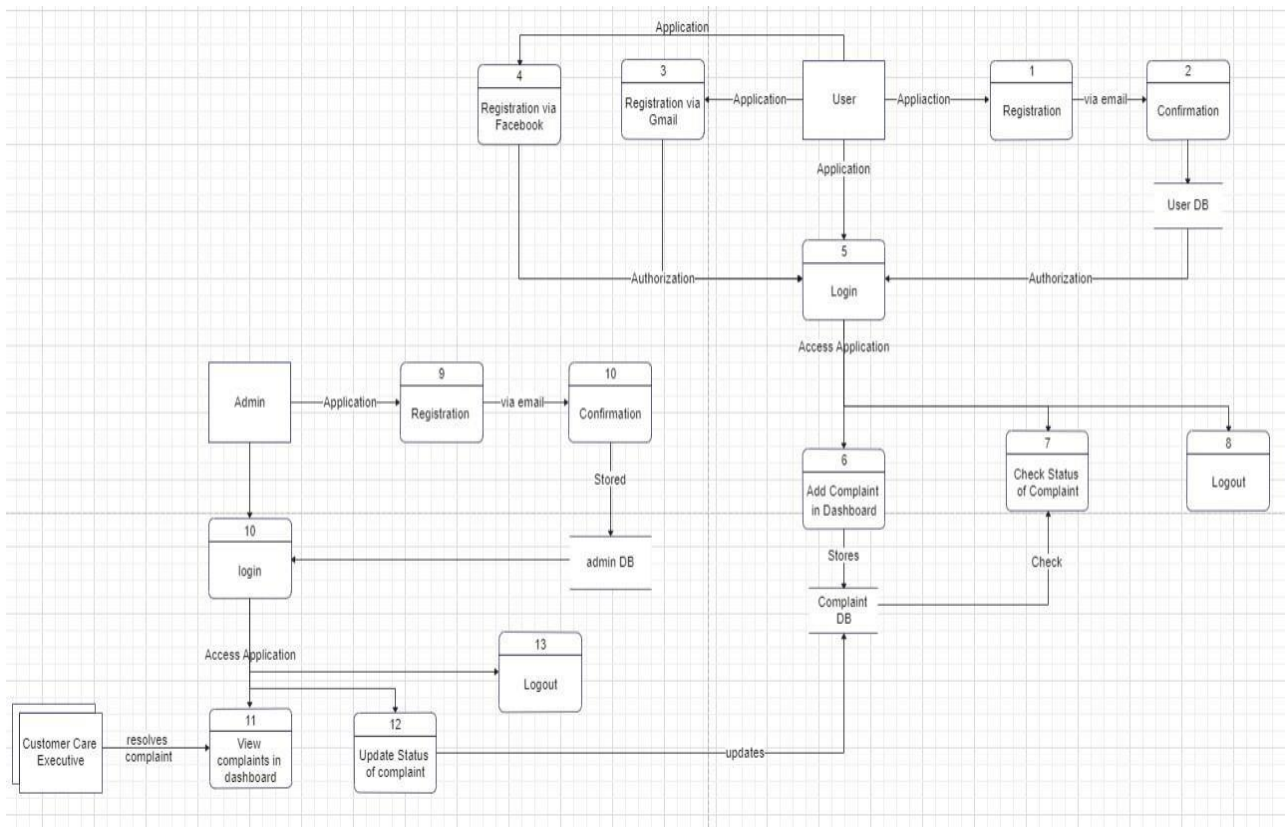 Application
4
Registration via
Facebook
3
Registration via
Gmail
Application
User
Appliaction
1
Registration
via email
2
Confirmation
Application
User DB
5
Login
Authorization
Authorization
Access Application
Admin
Application
9
Registration
via email
10
Confirmation
Stored
admin DB
10
login
6
Add Complaint
in Dashboard
7
Check Status
of Complaint
8
Logout
Stores
Check
Complaint
DB
Access Application
13
Logout
Customer Care
Executive
resolves
complaint
11
View
complaints in
dashboard
12
Update Status
of complaint
updates